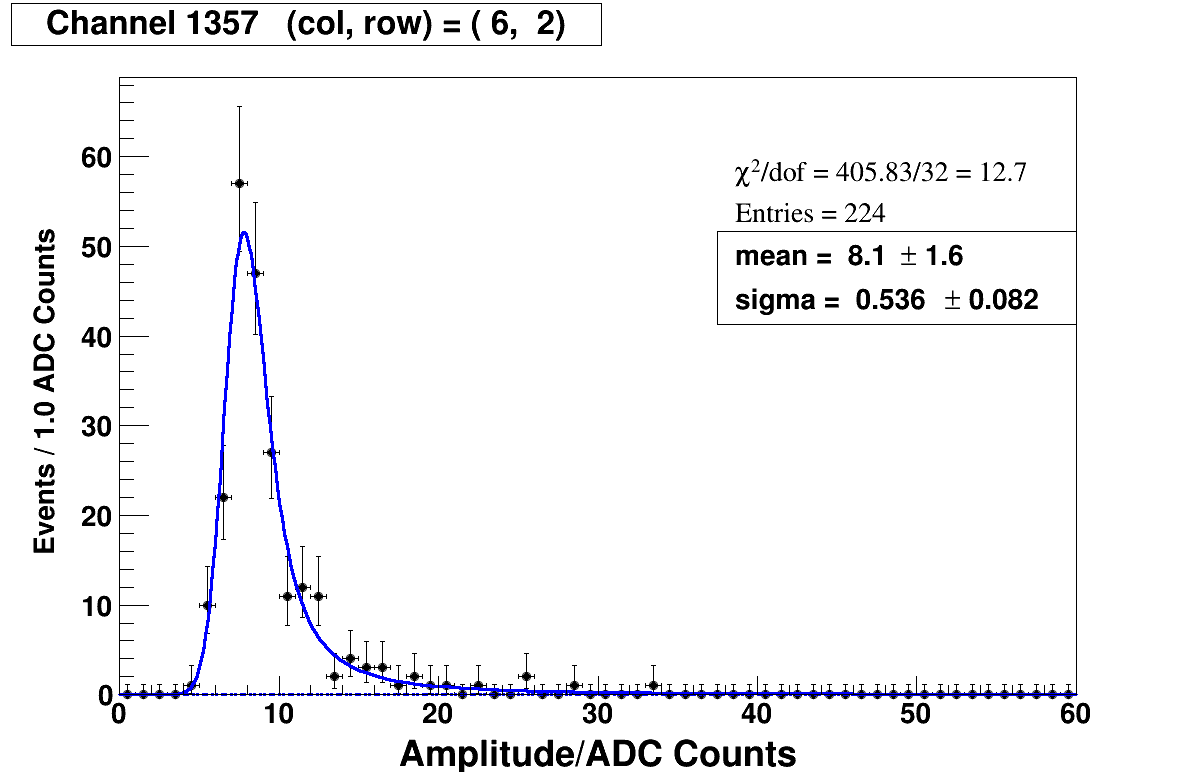 Channel 1357 (col, row) = ( 6, 2)
χ²/dof = 405.83/32 = 12.7
Entries = 224
mean = 8.1 ± 1.6
sigma = 0.536 ± 0.082
Events / 1.0 ADC Counts
60
50
40
30
20
10
0
0 10 20 30 40 50 60
Amplitude/ADC Counts